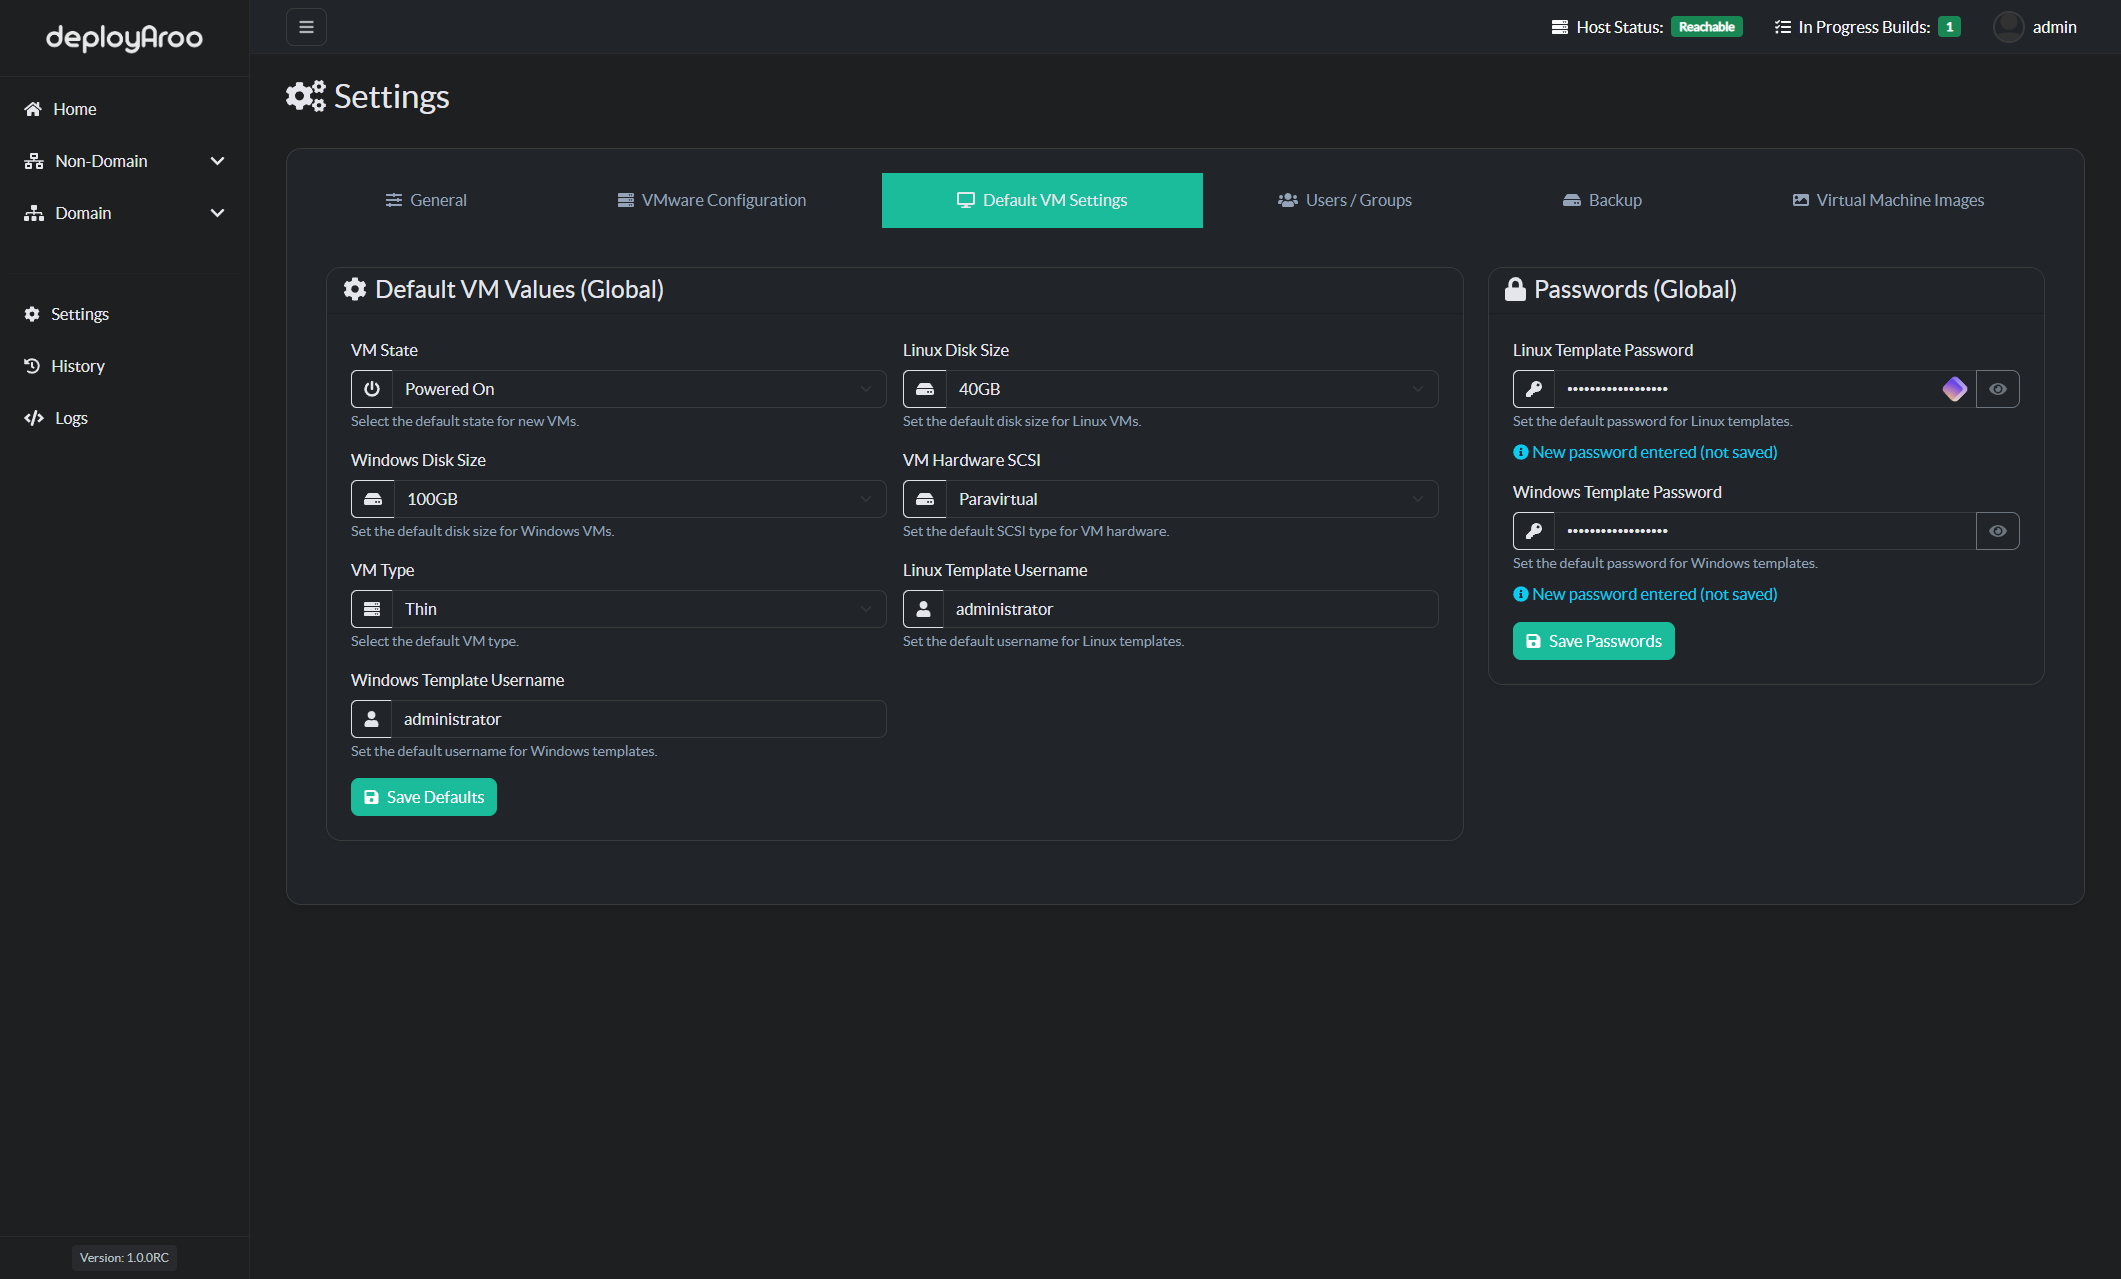 deployAroo
Host Status: Reachable
In Progress Builds: 1
admin
Home
Non-Domain
Domain
Settings
History
Logs
Version: 1.0.0RC
Settings
General
VMware Configuration
Default VM Settings
Users / Groups
Backup
Virtual Machine Images
Default VM Values (Global)
VM State
Powered On
Select the default state for new VMs.
Linux Disk Size
40GB
Set the default disk size for Linux VMs.
Windows Disk Size
100GB
Set the default disk size for Windows VMs.
VM Hardware SCSI
Paravirtual
Set the default SCSI type for VM hardware.
VM Type
Thin
Select the default VM type.
Linux Template Username
administrator
Set the default username for Linux templates.
Windows Template Username
administrator
Set the default username for Windows templates.
Save Defaults
Passwords (Global)
Linux Template Password
••••••••••••••••••
Set the default password for Linux templates.
New password entered (not saved)
Windows Template Password
••••••••••••••••••
Set the default password for Windows templates.
New password entered (not saved)
Save Passwords